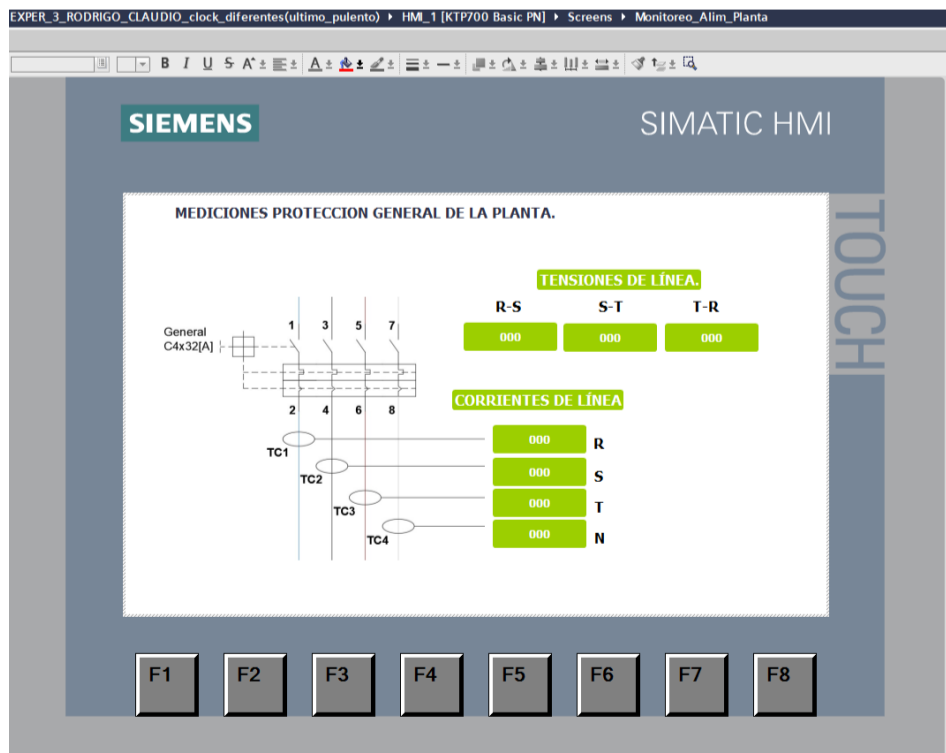 EXPER_3_RODRIGO_CLAUDIO_clock_diferentes(ultimo_pulento) ▸ HMI_1 [KTP700 Basic PN] ▸ Screens ▸ Monitoreo_Alim_Planta
B I U S A A
SIEMENS SIMATIC HMI
TOUCH
MEDICIONES PROTECCION GENERAL DE LA PLANTA.
TENSIONES DE LÍNEA.
R-S S-T T-R
000 000 000
General
C4x32[A]
1 3 5 7
2 4 6 8
CORRIENTES DE LÍNEA
TC1 000 R
TC2 000 S
TC3 000 T
TC4 000 N
F1 F2 F3 F4 F5 F6 F7 F8